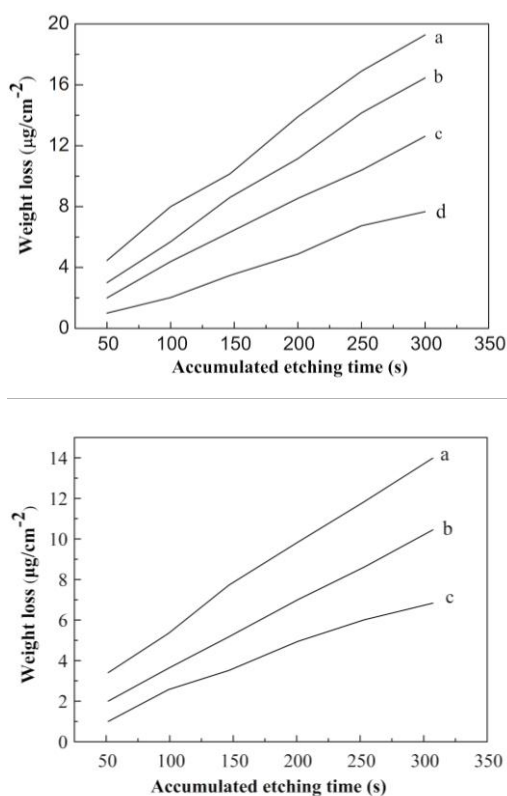 20
16
12
8
4
0
Weight loss (μg/cm⁻²)
a
b
c
d
50 100 150 200 250 300 350
Accumulated etching time (s)
14
12
10
8
6
4
2
0
Weight loss (μg/cm⁻²)
a
b
c
50 100 150 200 250 300 350
Accumulated etching time (s)